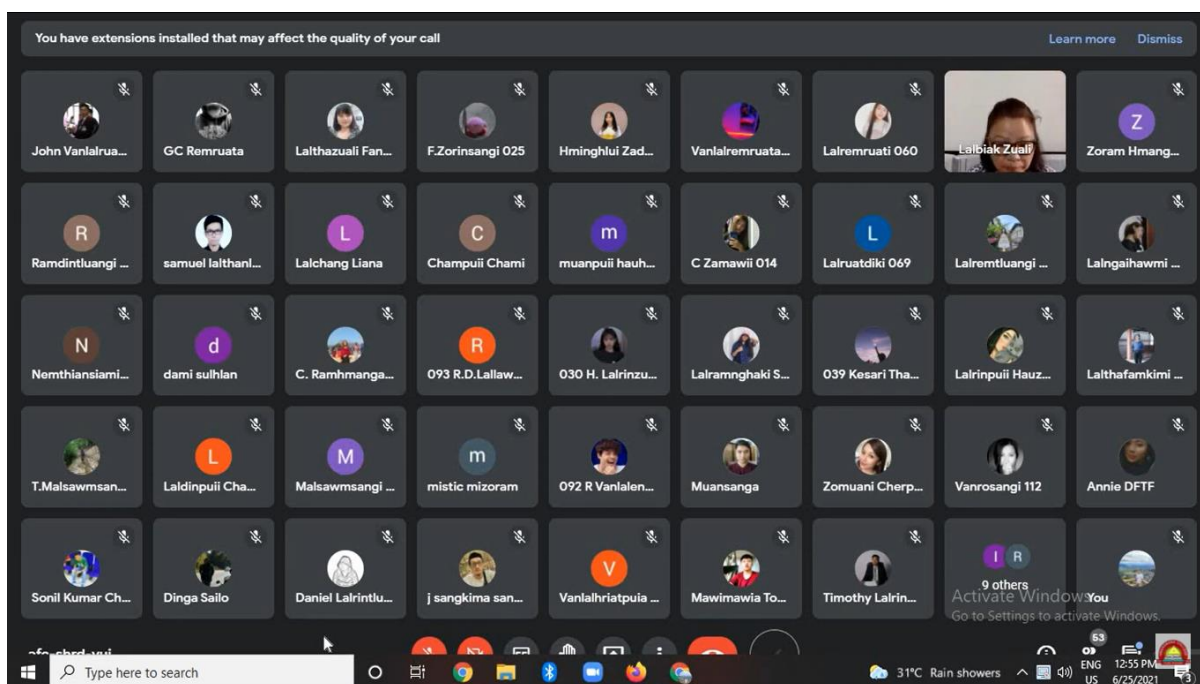 You have extensions installed that may affect the quality of your call
Learn more Dismiss
John Vanlalrua... GC Remruata Lalthazuali Fan... F.Zorinsangi 025 Hminghlui Zad... Vanlalremruata... Lalremruati 060 Lalbiak Zuali Z Zoram Hmang...
R Ramdintluangi ... samuel lalthanl... L Lalchang Liana C Champuii Chami m muanpuii hauh... C Zamawii 014 L Lalruatdiki 069 Lalremtluangi ... Lalngaihawmi ...
N Nemthiansiami... d dami sulhlan C. Ramhmanga... R 093 R.D.Lallaw... 030 H. Lalrinzu... Lalramnghaki S... 039 Kesari Tha... Lalrinpuii Hauz... Lalthafamkimi ...
T.Malsawmsan... L Laldinpuii Cha... M Malsawmsangi ... m mistic mizoram 092 R Vanlalen... Muansanga Zomuani Cherp... Vanrosangi 112 Annie DFTF
Sonil Kumar Ch... Dinga Sailo Daniel Lalrintlu... j sangkima san... V Vanlalhriatpuia ... Mawimawia To... Timothy Lalrin... I R 9 others You
Activate Windows
Go to Settings to activate Windows.
53
Type here to search
31°C Rain showers
ENG
US
12:55 PM
6/25/2021
3